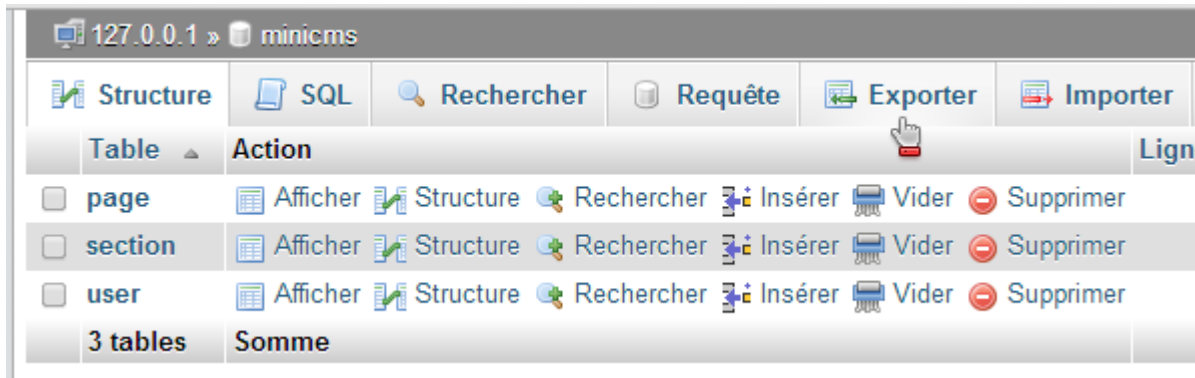 127.0.0.1 » minicms
Structure SQL Rechercher Requête Exporter Importer
Table Action Lign
page Afficher Structure Rechercher Insérer Vider Supprimer
section Afficher Structure Rechercher Insérer Vider Supprimer
user Afficher Structure Rechercher Insérer Vider Supprimer
3 tables Somme